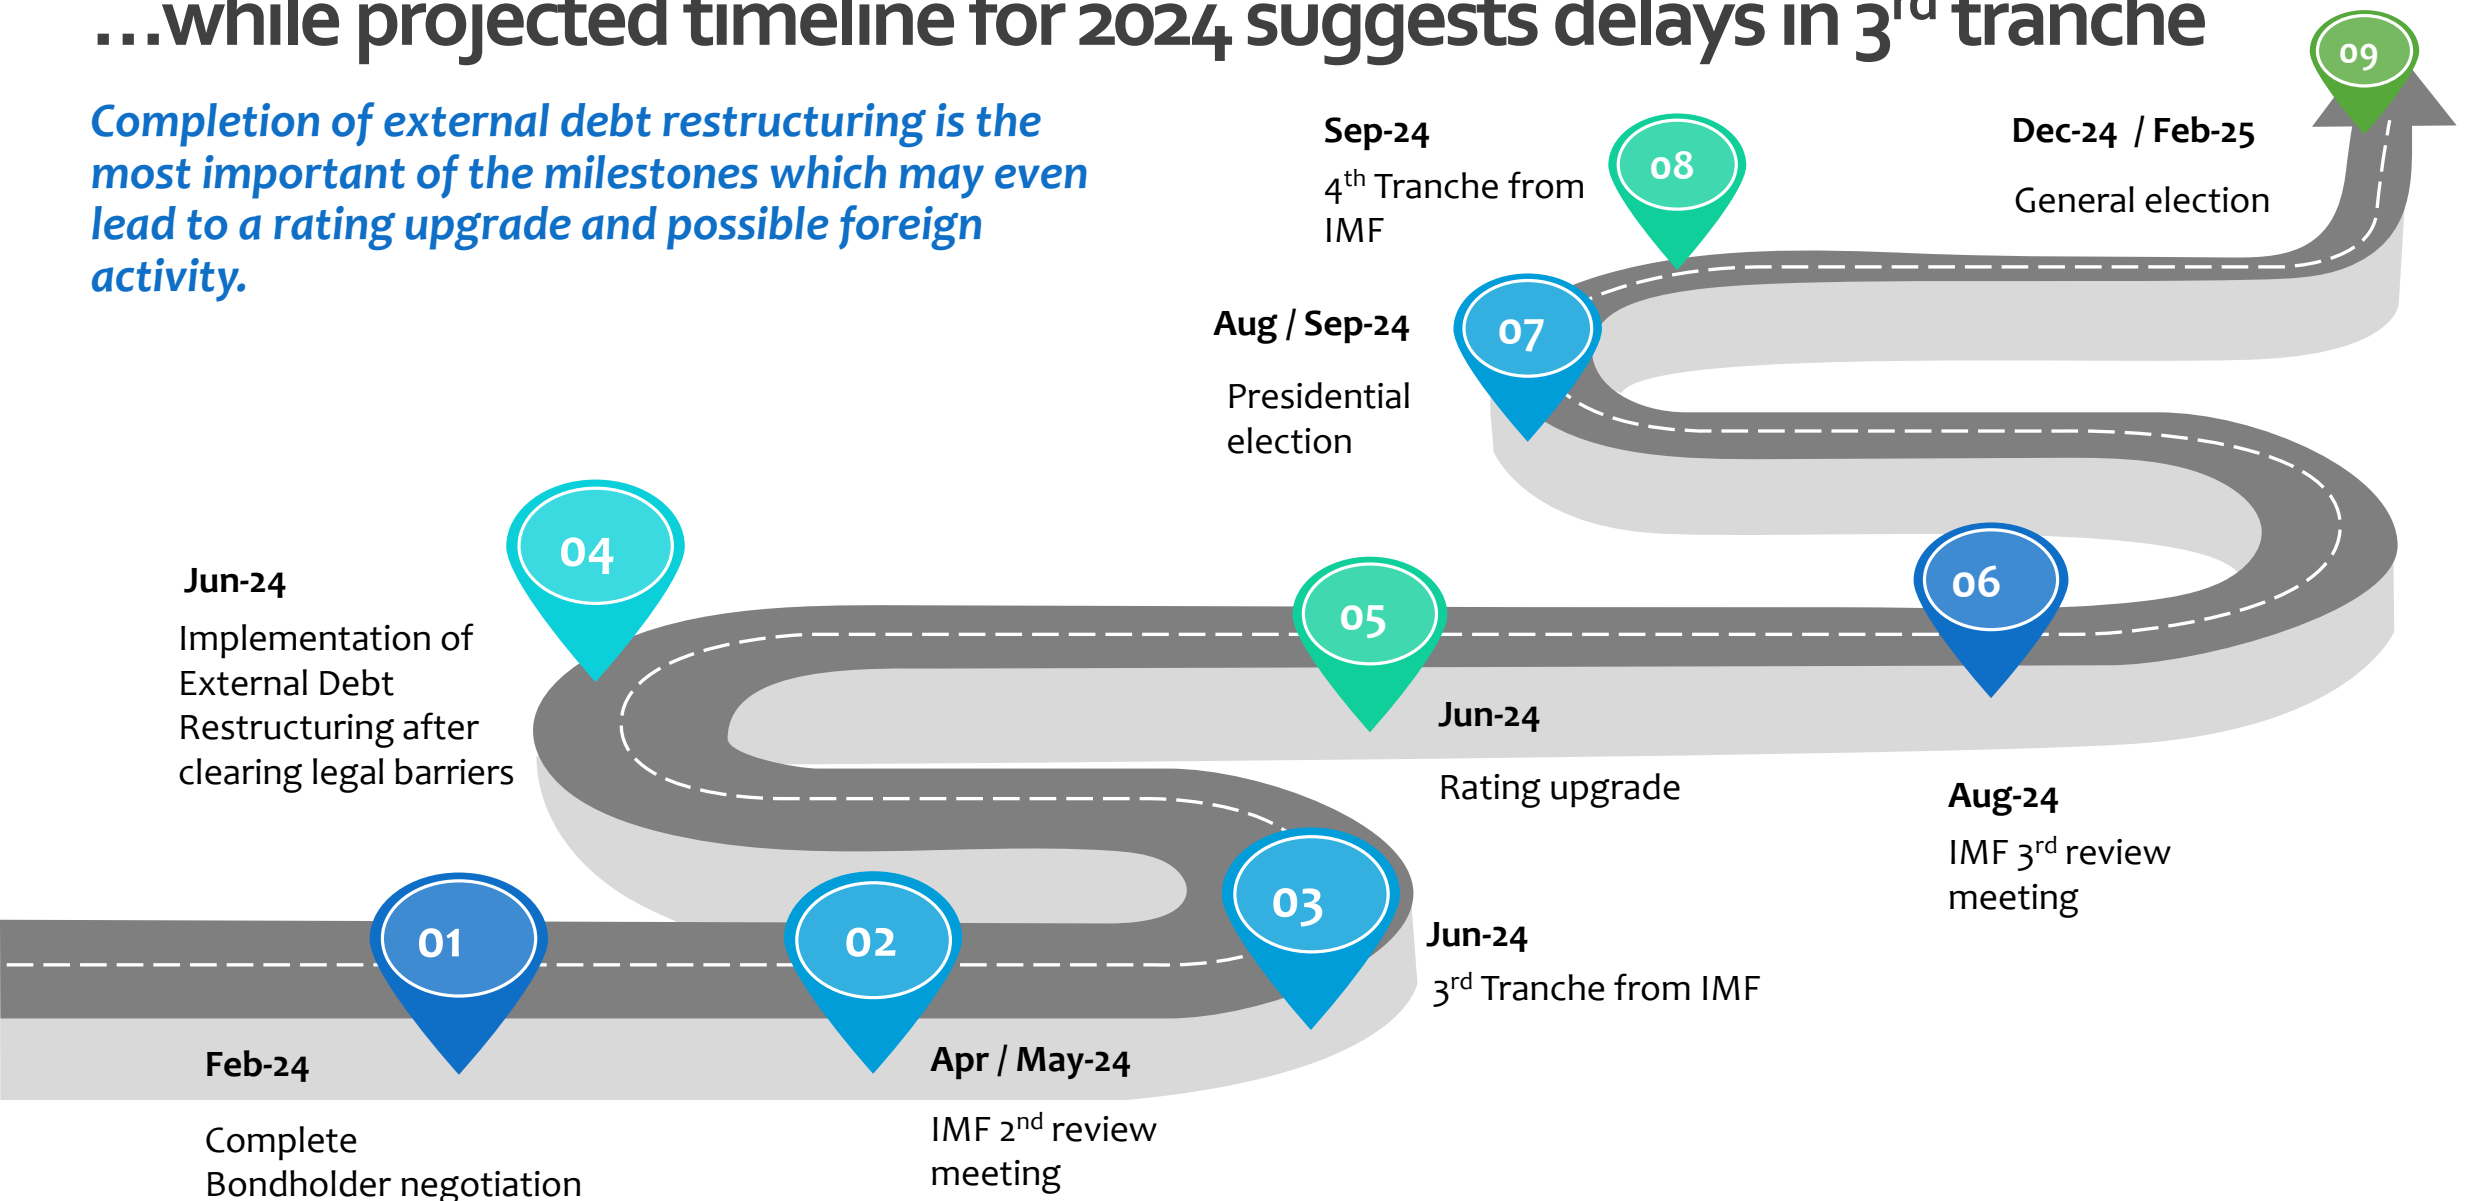 ...while projected timeline for 2024 suggests delays in 3rd tranche
Completion of external debt restructuring is the
most important of the milestones which may even
lead to a rating upgrade and possible foreign
activity.
09
Dec-24 / Feb-25
General election
08
Sep-24
4th Tranche from
IMF
07
Aug / Sep-24
Presidential
election
04
Jun-24
Implementation of
External Debt
Restructuring after
clearing legal barriers
05
Jun-24
Rating upgrade
06
Aug-24
IMF 3rd review
meeting
01
Feb-24
Complete
Bondholder negotiation
02
Apr / May-24
IMF 2nd review
meeting
03
Jun-24
3rd Tranche from IMF